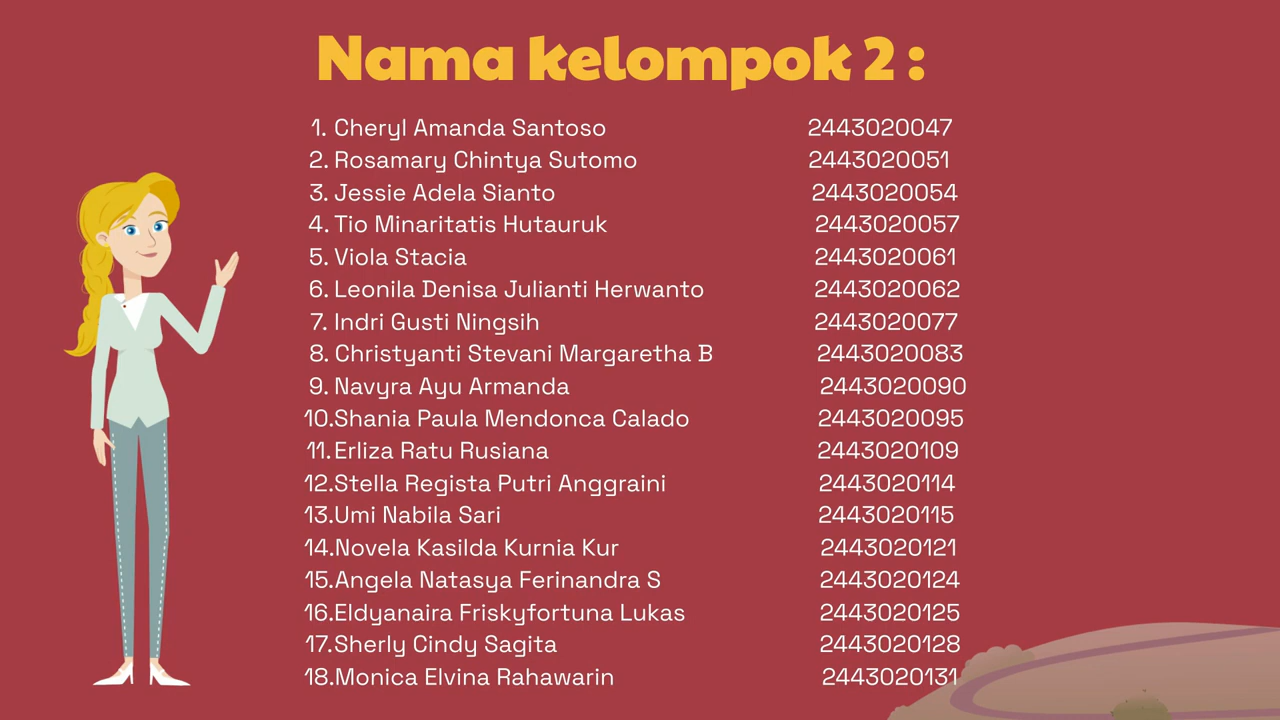 Nama kelompok 2 :
1. Cheryl Amanda Santoso 2443020047
2. Rosamary Chintya Sutomo 2443020051
3. Jessie Adela Sianto 2443020054
4. Tio Minaritatis Hutauruk 2443020057
5. Viola Stacia 2443020061
6. Leonila Denisa Julianti Herwanto 2443020062
7. Indri Gusti Ningsih 2443020077
8. Christyanti Stevani Margaretha B 2443020083
9. Navyra Ayu Armanda 2443020090
10.Shania Paula Mendonca Calado 2443020095
11.Erliza Ratu Rusiana 2443020109
12.Stella Regista Putri Anggraini 2443020114
13.Umi Nabila Sari 2443020115
14.Novela Kasilda Kurnia Kur 2443020121
15.Angela Natasya Ferinandra S 2443020124
16.Eldyanaira Friskyfortuna Lukas 2443020125
17.Sherly Cindy Sagita 2443020128
18.Monica Elvina Rahawarin 2443020131